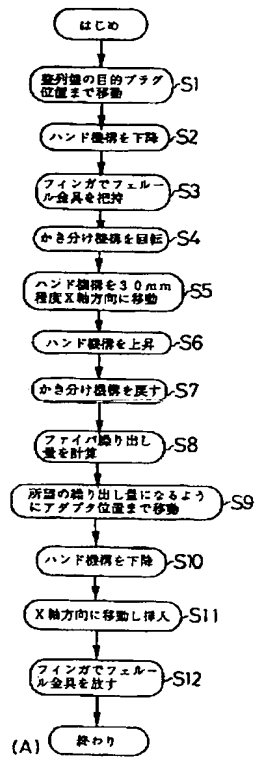 はじめ
整列盤の目的プラグ
位置まで移動
S1
ハンド機構を下降
S2
フィンガでフェルー
ル金具を把持
S3
かき分け機構を回転
S4
ハンド機構を30mm
程度X軸方向に移動
S5
ハンド機構を上昇
S6
かき分け機構を戻す
S7
ファイバ繰り出し
量を計算
S8
所望の繰り出し量になるよう
にアダプタ位置まで移動
S9
ハンド機構を下降
S10
X軸方向に移動し挿入
S11
フィンガでフェルー
ル金具を放す
S12
終わり
(A)